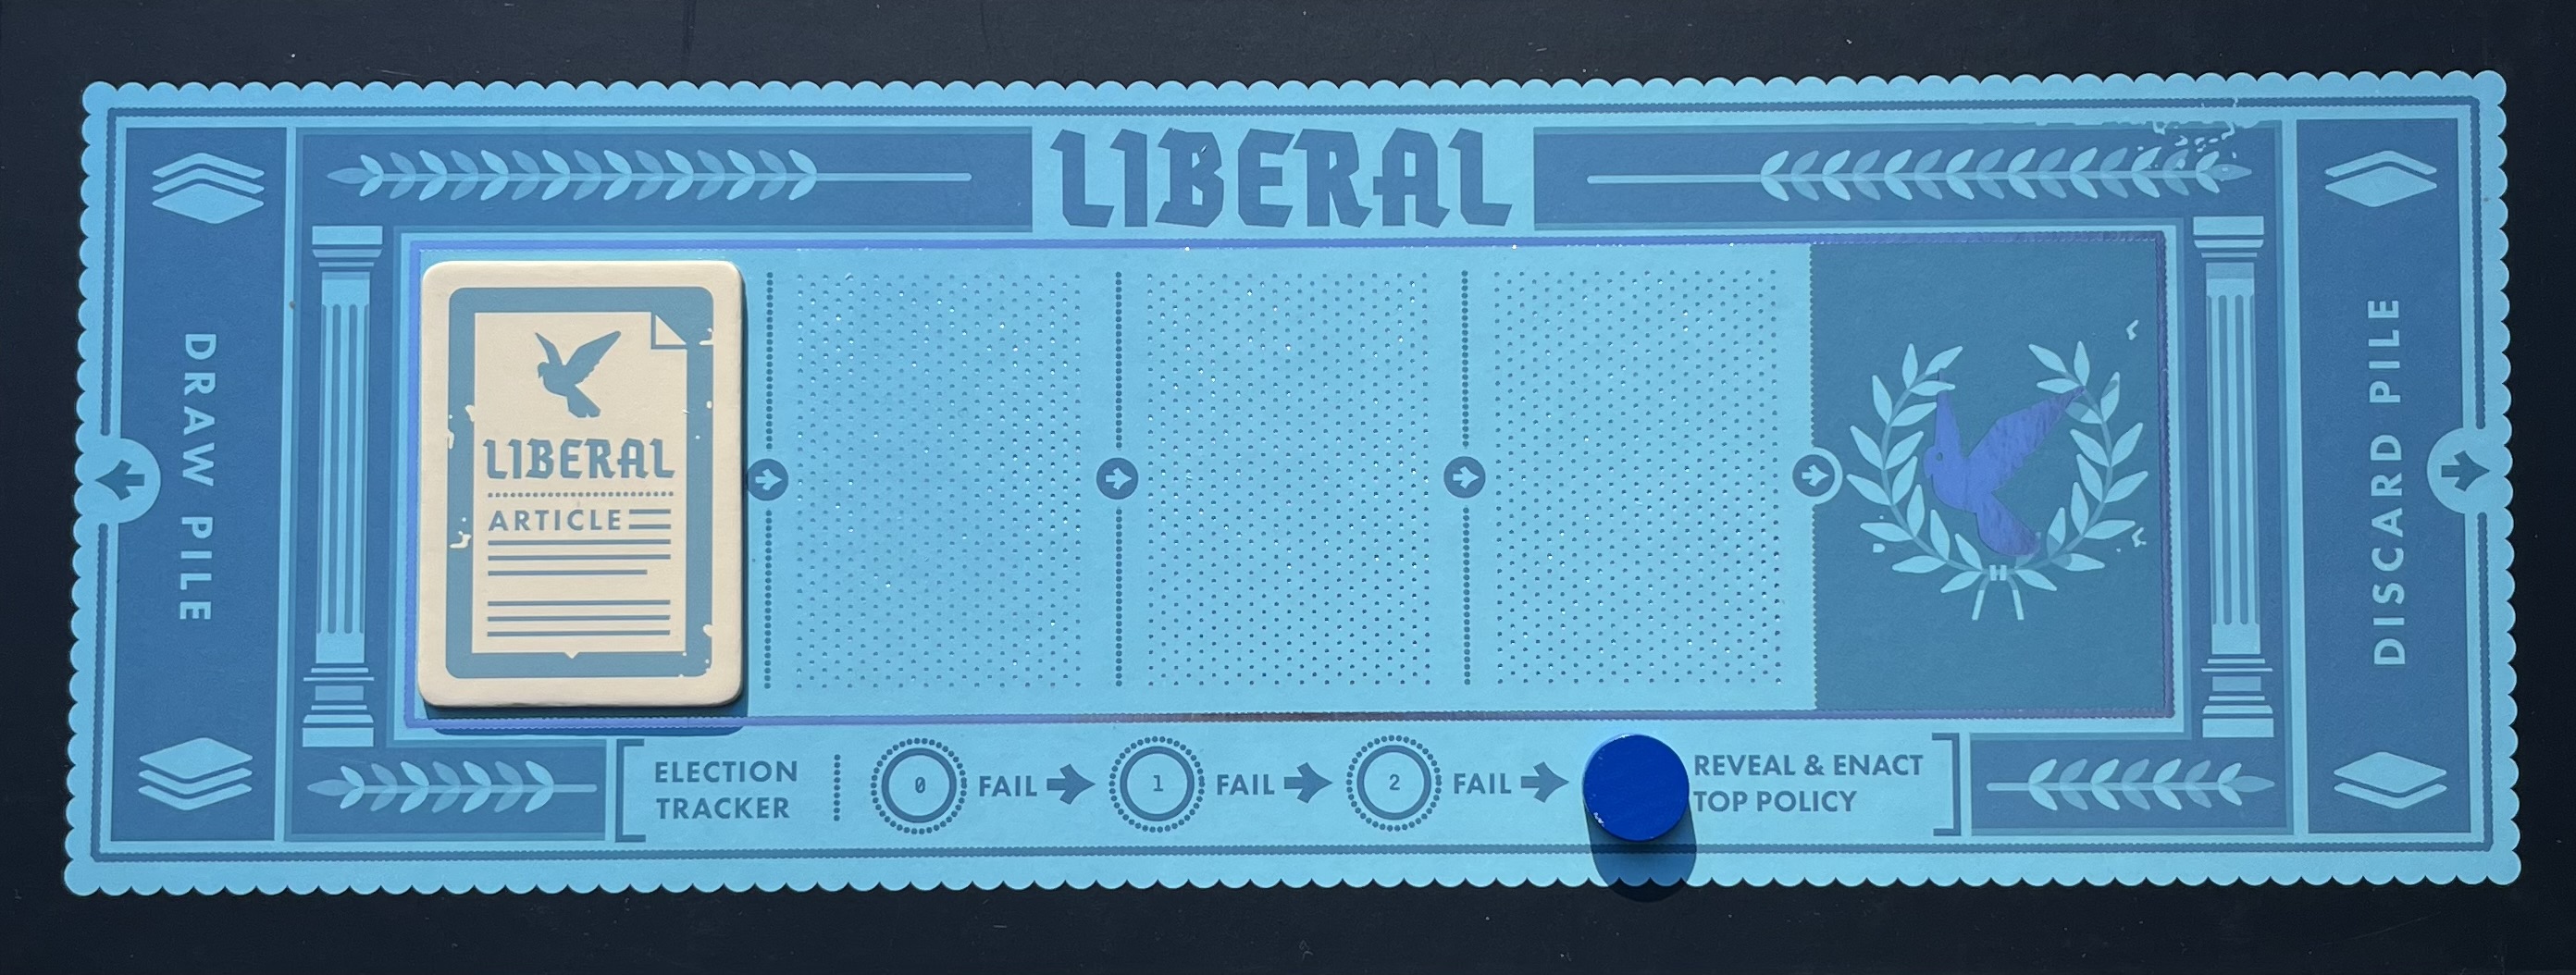 LIBERAL
DRAW PILE
LIBERAL
ARTICLE
DISCARD PILE
ELECTION
TRACKER
0 FAIL 1 FAIL 2 FAIL
REVEAL & ENACT
TOP POLICY